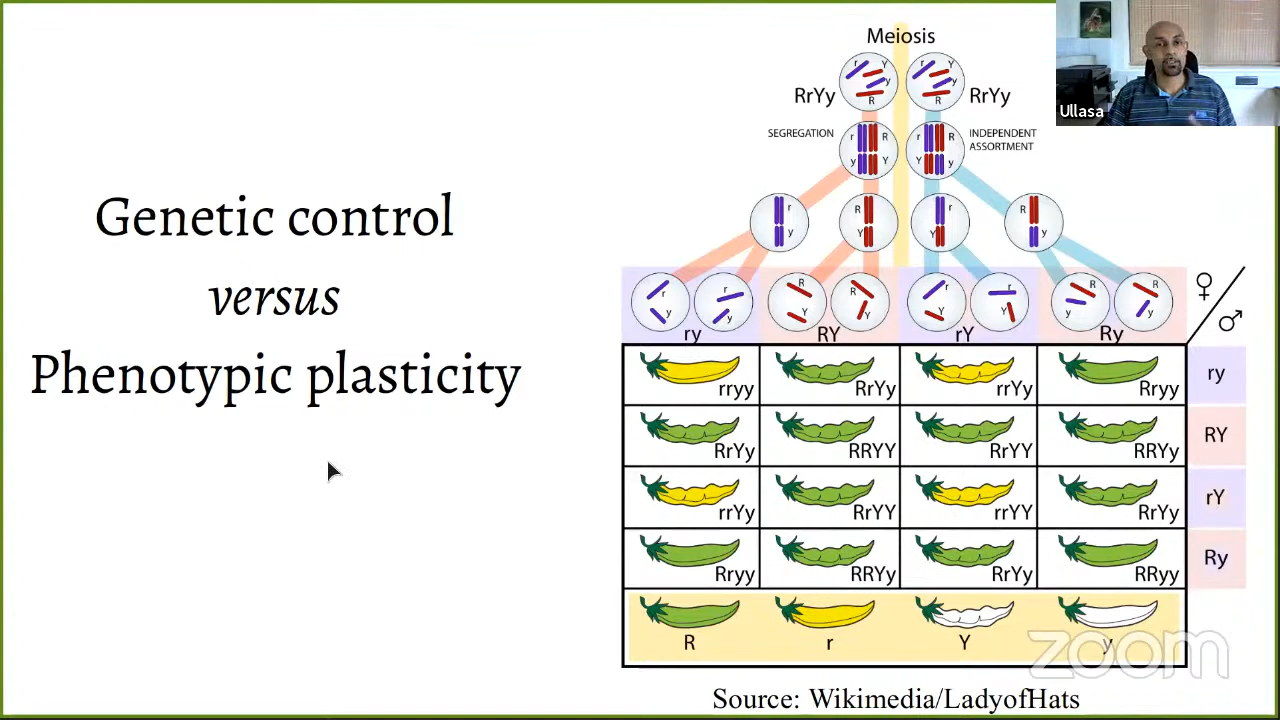 Genetic control
versus
Phenotypic plasticity
Meiosis
r Y y R
r Y y R
RrYy
RrYy
SEGREGATION
INDEPENDENT
ASSORTMENT
r R
y Y
r R
Y y
r
y
R
Y
r
Y
R
y
r y
r y
R Y
R Y
r Y
r Y
R y
R y
ry RY rY Ry
♀
♂
rryy RrYy rrYy Rryy ry
RrYy RRYY RrYY RRYy RY
rrYy RrYY rrYY RrYy rY
Rryy RRYy RrYy RRyy Ry
R r Y y
Source: Wikimedia/LadyofHats
Ullasa
zoom